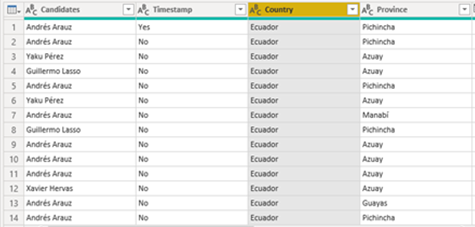 Candidates Timestamp Country Province
1 Andrés Arauz Yes Ecuador Pichincha
2 Andrés Arauz No Ecuador Pichincha
3 Yaku Pérez No Ecuador Azuay
4 Guillermo Lasso No Ecuador Azuay
5 Andrés Arauz No Ecuador Pichincha
6 Yaku Pérez No Ecuador Azuay
7 Andrés Arauz No Ecuador Manabí
8 Guillermo Lasso No Ecuador Pichincha
9 Andrés Arauz No Ecuador Azuay
10 Andrés Arauz No Ecuador Azuay
11 Andrés Arauz No Ecuador Azuay
12 Xavier Hervas No Ecuador Azuay
13 Andrés Arauz No Ecuador Guayas
14 Andrés Arauz No Ecuador Pichincha